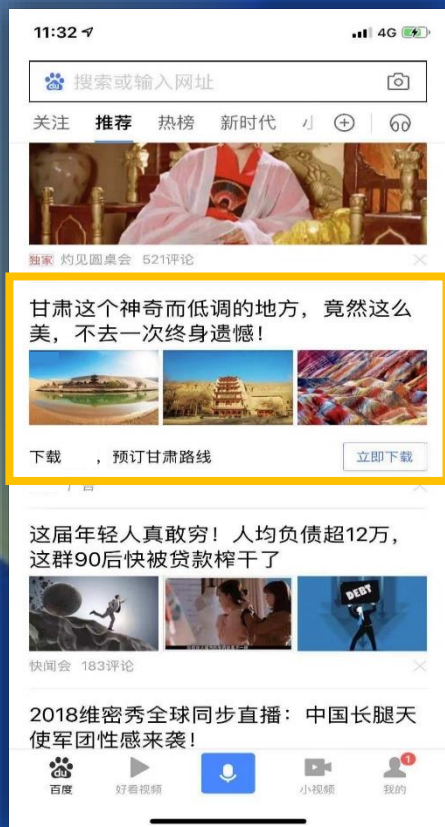 11:32
4G
du 搜索或输入网址
关注 推荐 热榜 新时代
独家 灼见圆桌会 521评论
甘肃这个神奇而低调的地方，竟然这么
美，不去一次终身遗憾！
下载 ，预订甘肃路线
立即下载
广告
这届年轻人真敢穷！人均负债超12万，
这群90后快被贷款榨干了
DEBT
快闻会 183评论
2018维密秀全球同步直播：中国长腿天
使军团性感来袭！
du
1
百度 好看视频 小视频 我的